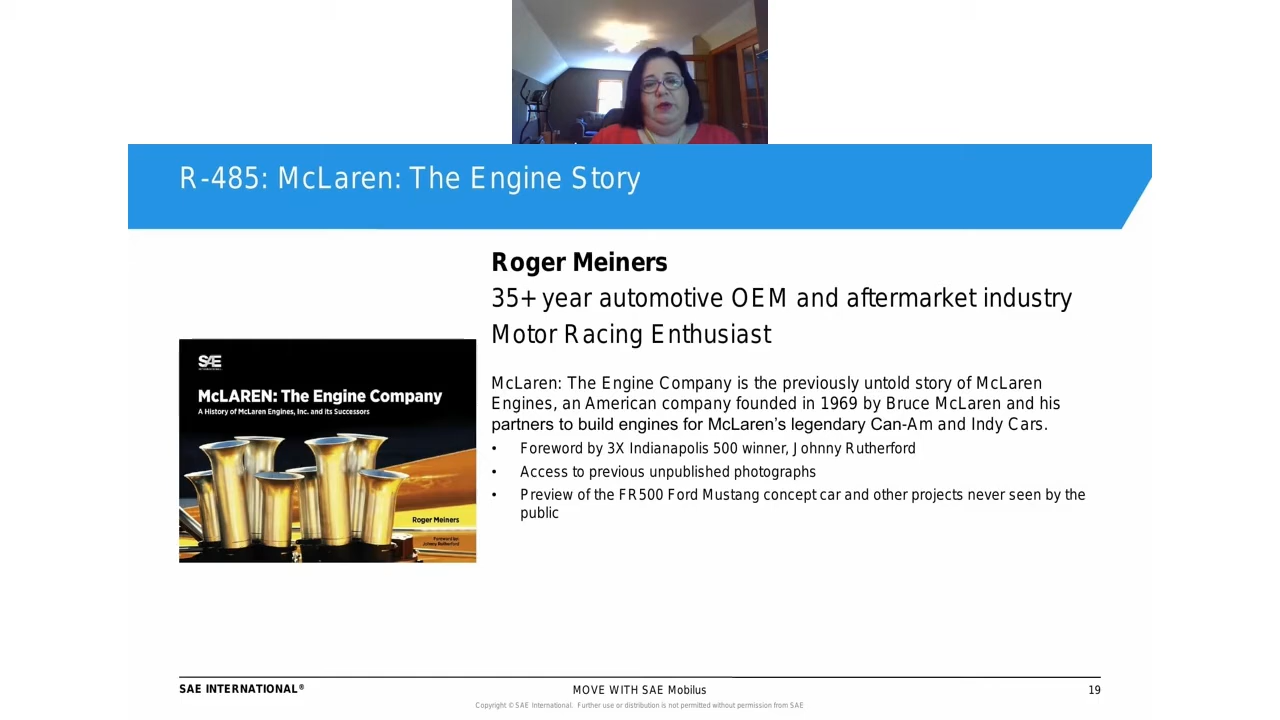 R-485: McLaren: The Engine Story
Roger Meiners
35+ year automotive OEM and aftermarket industry
Motor Racing Enthusiast
McLaren: The Engine Company is the previously untold story of McLaren
Engines, an American company founded in 1969 by Bruce McLaren and his
partners to build engines for McLaren’s legendary Can-Am and Indy Cars.
• Foreword by 3X Indianapolis 500 winner, Johnny Rutherford
• Access to previous unpublished photographs
• Preview of the FR500 Ford Mustang concept car and other projects never seen by the
public
SAE
McLAREN: The Engine Company
A History of McLaren Engines, Inc. and its Successors
Roger Meiners
Foreword by:
Johnny Rutherford
SAE INTERNATIONAL®
MOVE WITH SAE Mobilus
19
Copyright © SAE International. Further use or distribution is not permitted without permission from SAE